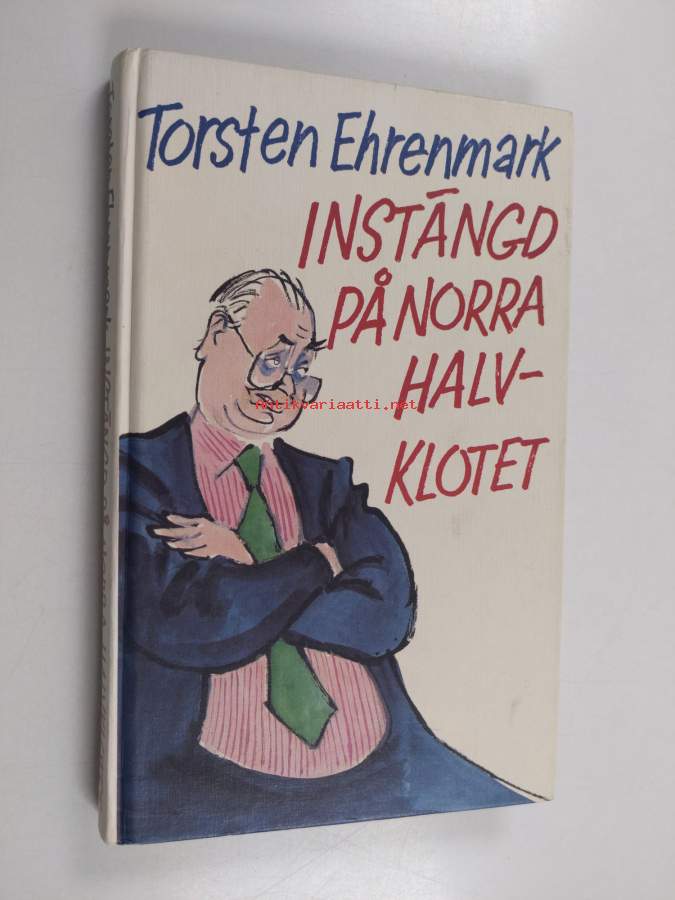 Torsten Ehrenmark
INSTÄNGD
PÅ NORRA
HALV-
KLOTET
Antikvariaatti.net